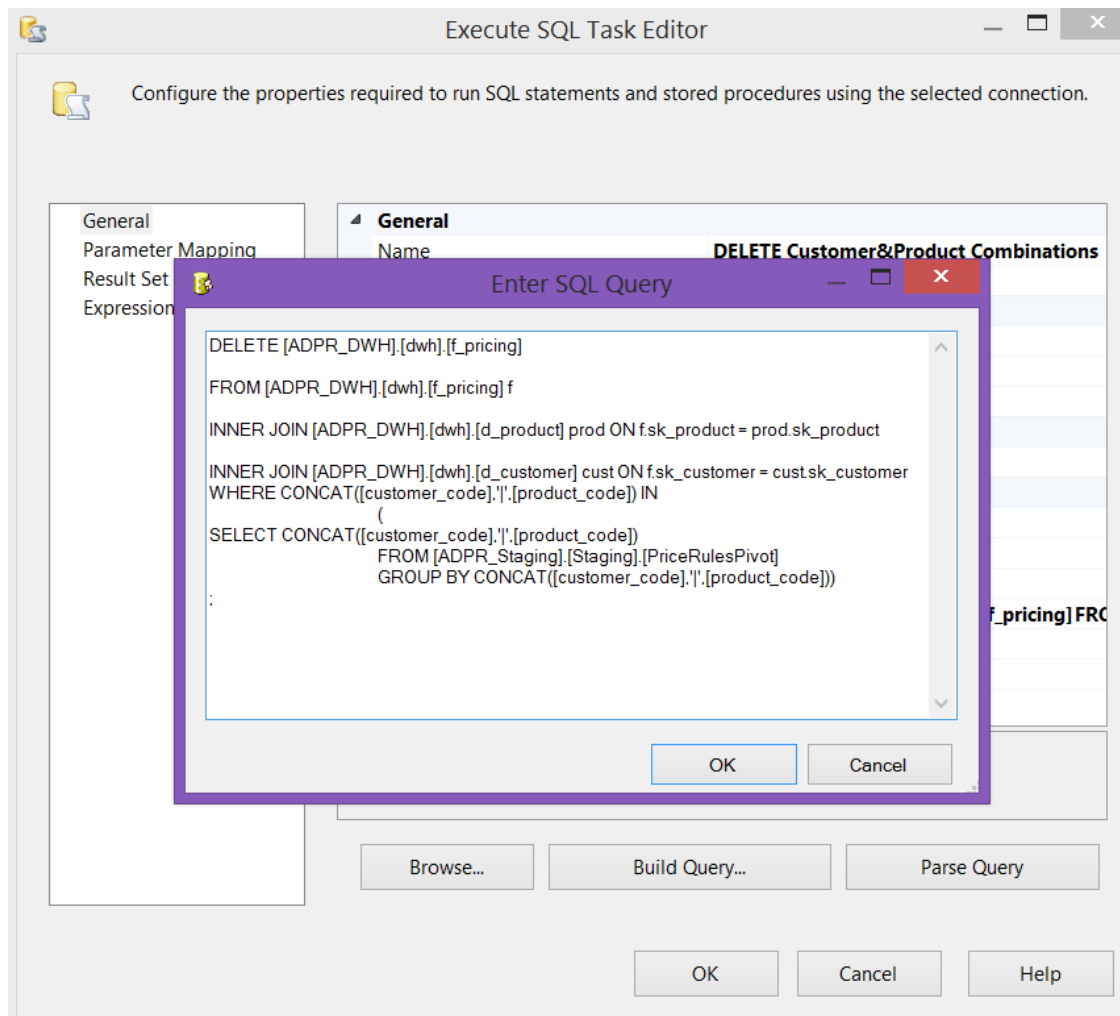 Execute SQL Task Editor
Configure the properties required to run SQL statements and stored procedures using the selected connection.
General
Parameter Mapping
Result Set
Expression
General
Name DELETE Customer&Product Combinations
Enter SQL Query
DELETE [ADPR_DWH].[dwh].[f_pricing]
FROM [ADPR_DWH].[dwh].[f_pricing] f
INNER JOIN [ADPR_DWH].[dwh].[d_product] prod ON f.sk_product = prod.sk_product
INNER JOIN [ADPR_DWH].[dwh].[d_customer] cust ON f.sk_customer = cust.sk_customer
WHERE CONCAT([customer_code],'|',[product_code]) IN
(
SELECT CONCAT([customer_code],'|',[product_code])
FROM [ADPR_Staging].[Staging].[PriceRulesPivot]
GROUP BY CONCAT([customer_code],'|',[product_code]))
;
f_pricing] FRO
OK Cancel
Browse... Build Query... Parse Query
OK Cancel Help